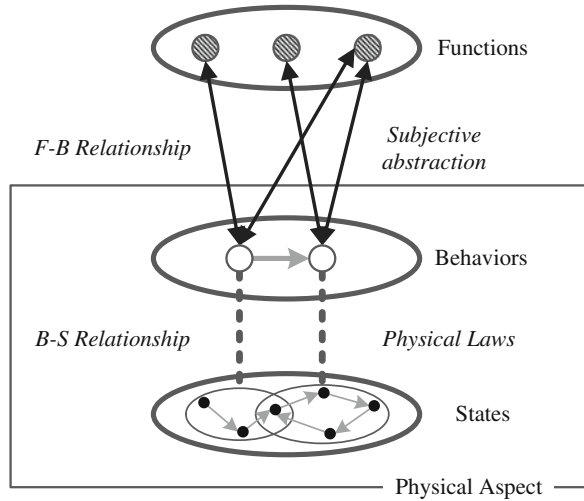 Functions
F-B Relationship
Subjective
abstraction
Behaviors
B-S Relationship
Physical Laws
States
Physical Aspect